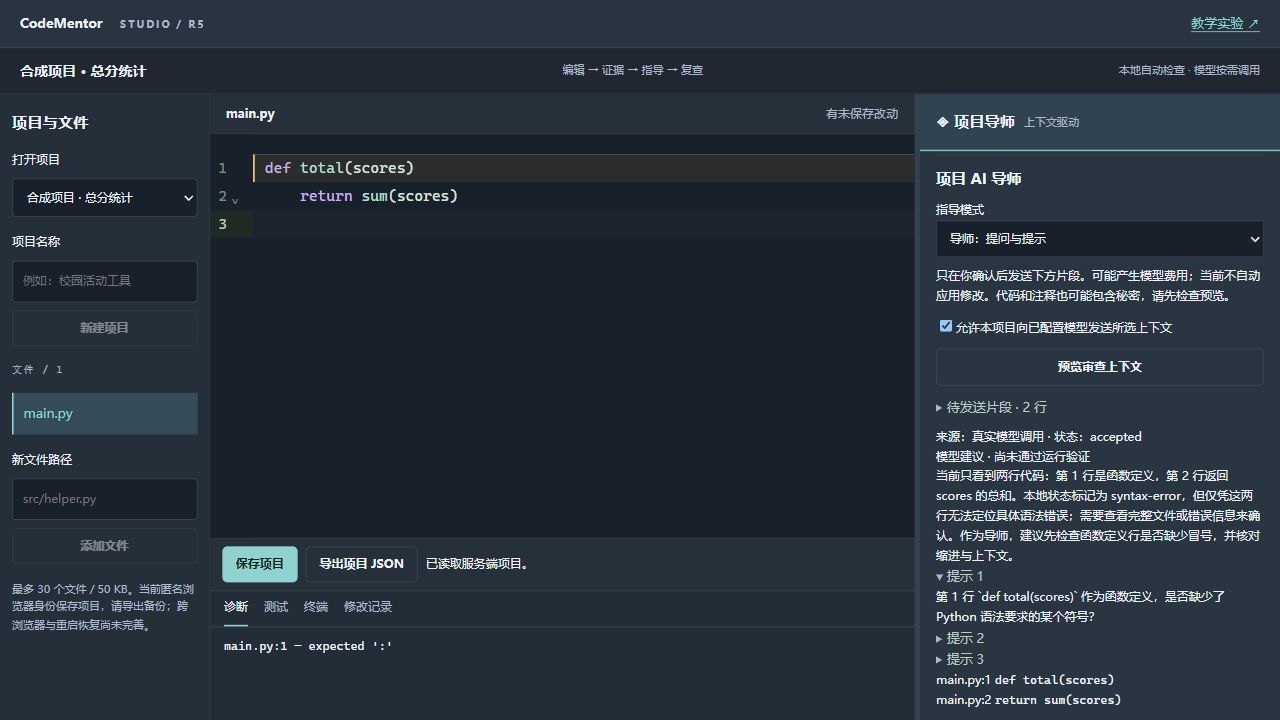 CodeMentor STUDIO / R5
教学实验 ↗
合成项目 • 总分统计
编辑 → 证据 → 指导 → 复查
本地自动检查 · 模型按需调用
项目与文件
打开项目
合成项目 · 总分统计
项目名称
例如：校园活动工具
新建项目
文件 / 1
main.py
新文件路径
src/helper.py
添加文件
最多 30 个文件 / 50 KB。当前匿名浏
览器身份保存项目，请导出备份；跨
浏览器与重启恢复尚未完善。
main.py
有未保存改动
1 def total(scores)
2 return sum(scores)
3
保存项目
导出项目 JSON
已读取服务端项目。
诊断 测试 终端 修改记录
main.py:1 — expected ':'
◈ 项目导师 上下文驱动
项目 AI 导师
指导模式
导师：提问与提示
只在你确认后发送下方片段。可能产生模型费用；当前不自动
应用修改。代码和注释也可能包含秘密，请先检查预览。
允许本项目向已配置模型发送所选上下文
预览审查上下文
▸ 待发送片段 · 2 行
来源：真实模型调用 · 状态：accepted
模型建议 · 尚未通过运行验证
当前只看到两行代码：第 1 行是函数定义，第 2 行返回
scores 的总和。本地状态标记为 syntax-error，但仅凭这两
行无法定位具体语法错误；需要查看完整文件或错误信息来确
认。作为导师，建议先检查函数定义行是否缺少冒号，并核对
缩进与上下文。
▾ 提示 1
第 1 行 `def total(scores)` 作为函数定义，是否缺少了
Python 语法要求的某个符号？
▸ 提示 2
▸ 提示 3
main.py:1 def total(scores)
main.py:2 return sum(scores)